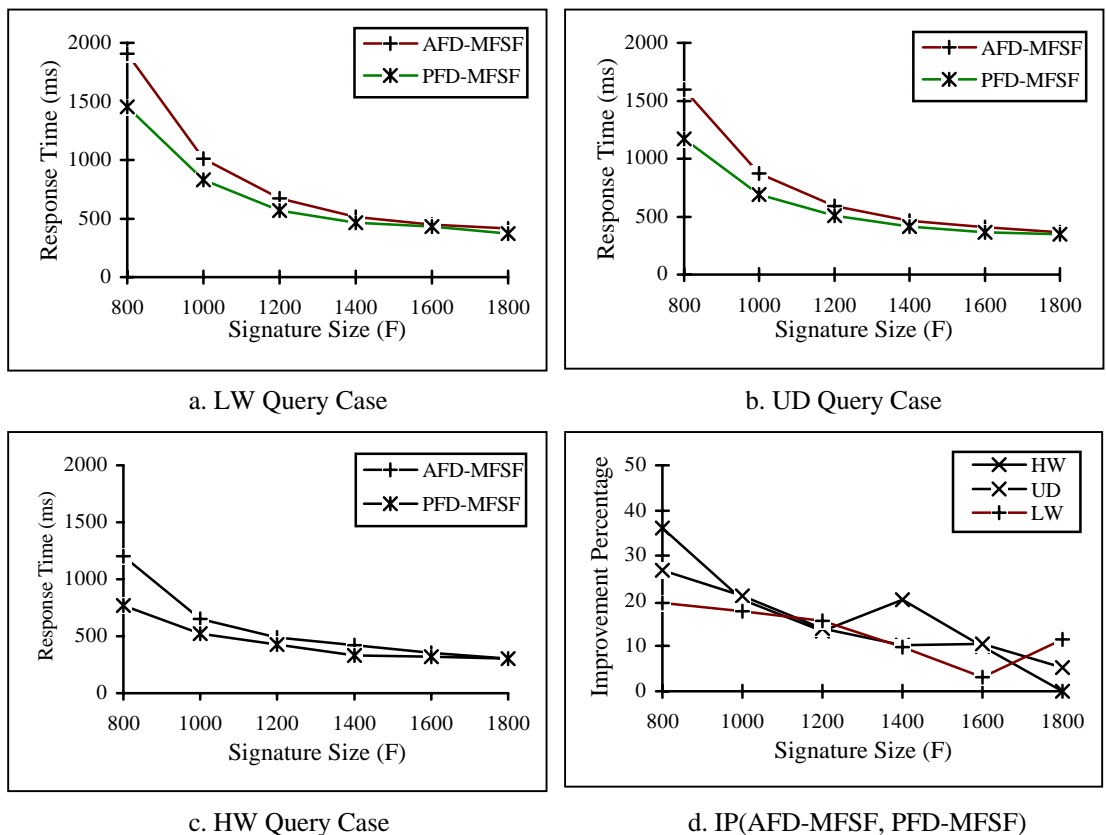 2000
1500
1000
500
0
Response Time (ms)
AFD-MFSF
PFD-MFSF
800 1000 1200 1400 1600 1800
Signature Size (F)
a. LW Query Case
2000
1500
1000
500
0
Response Time (ms)
AFD-MFSF
PFD-MFSF
800 1000 1200 1400 1600 1800
Signature Size (F)
b. UD Query Case
2000
1500
1000
500
0
Response Time (ms)
AFD-MFSF
PFD-MFSF
800 1000 1200 1400 1600 1800
Signature Size (F)
c. HW Query Case
50
40
30
20
10
0
Improvement Percentage
HW
UD
LW
800 1000 1200 1400 1600 1800
Signature Size (F)
d. IP(AFD-MFSF, PFD-MFSF)